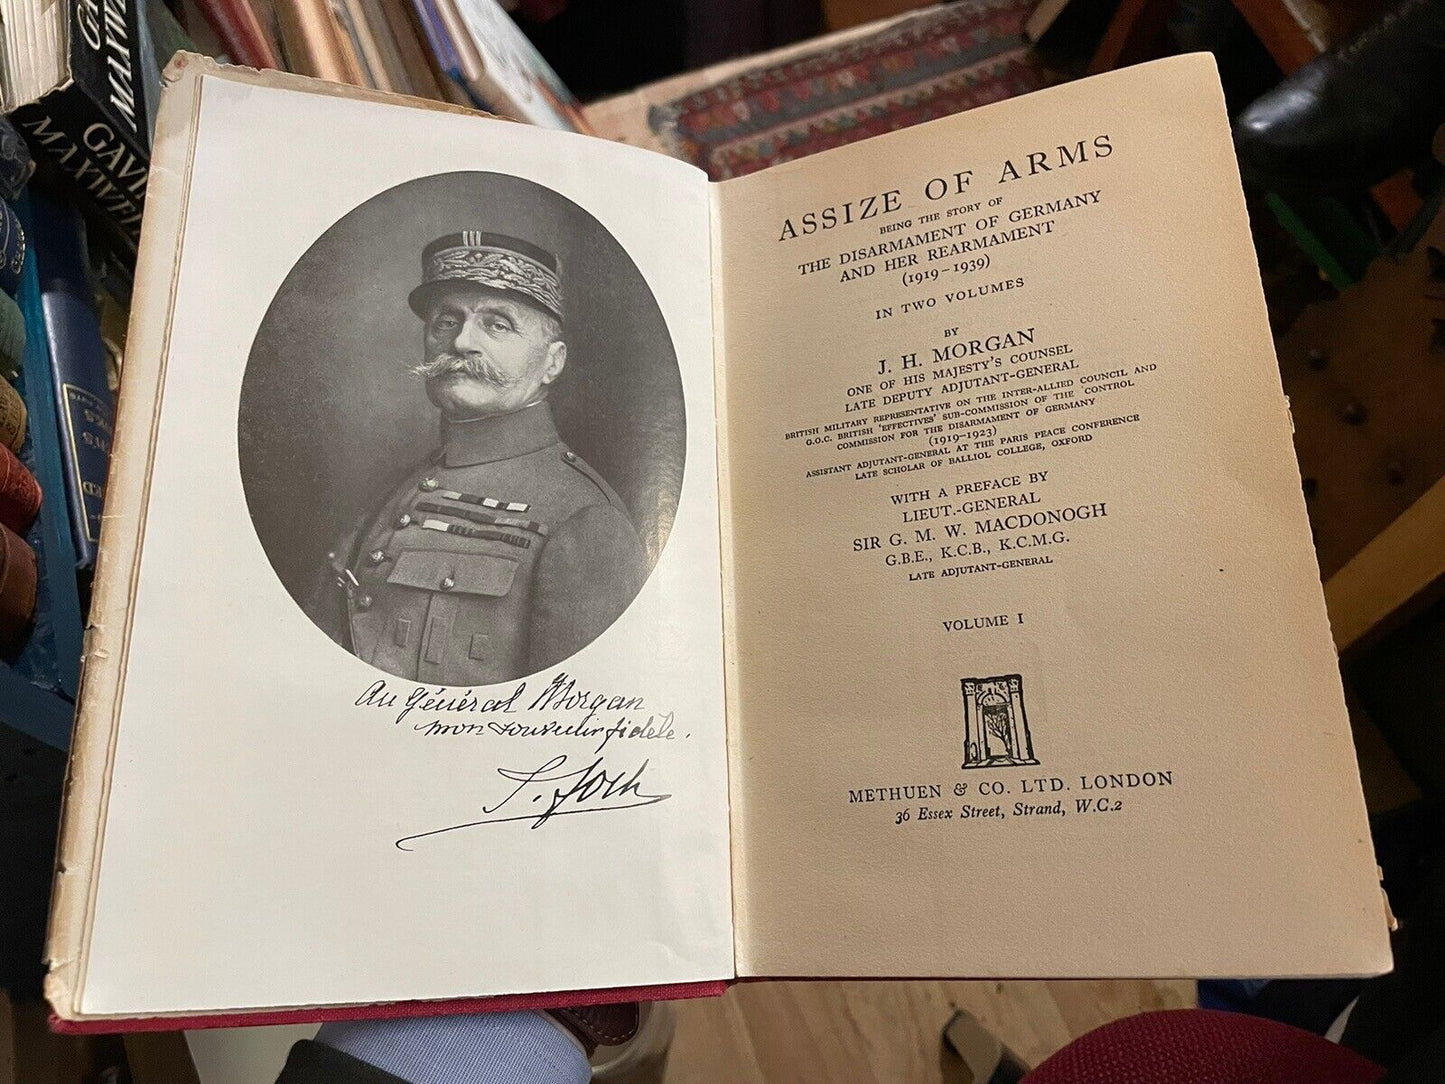 GAVIN
MAXWELL
Au Général Morgan
mon souvenir fidèle.
F. Foch
ASSIZE OF ARMS
BEING THE STORY OF
THE DISARMAMENT OF GERMANY
AND HER REARMAMENT
(1919–1939)
IN TWO VOLUMES
BY
J. H. MORGAN
ONE OF HIS MAJESTY'S COUNSEL
LATE DEPUTY ADJUTANT-GENERAL
BRITISH MILITARY REPRESENTATIVE ON THE INTER-ALLIED COUNCIL AND
G.O.C. BRITISH 'EFFECTIVES' SUB-COMMISSION OF THE CONTROL
COMMISSION FOR THE DISARMAMENT OF GERMANY
(1919–1923)
ASSISTANT ADJUTANT-GENERAL AT THE PARIS PEACE CONFERENCE
LATE SCHOLAR OF BALLIOL COLLEGE, OXFORD
WITH A PREFACE BY
LIEUT.-GENERAL
SIR G. M. W. MACDONOGH
G.B.E., K.C.B., K.C.M.G.
LATE ADJUTANT-GENERAL
VOLUME I
METHUEN & CO. LTD. LONDON
36 Essex Street, Strand, W.C.2